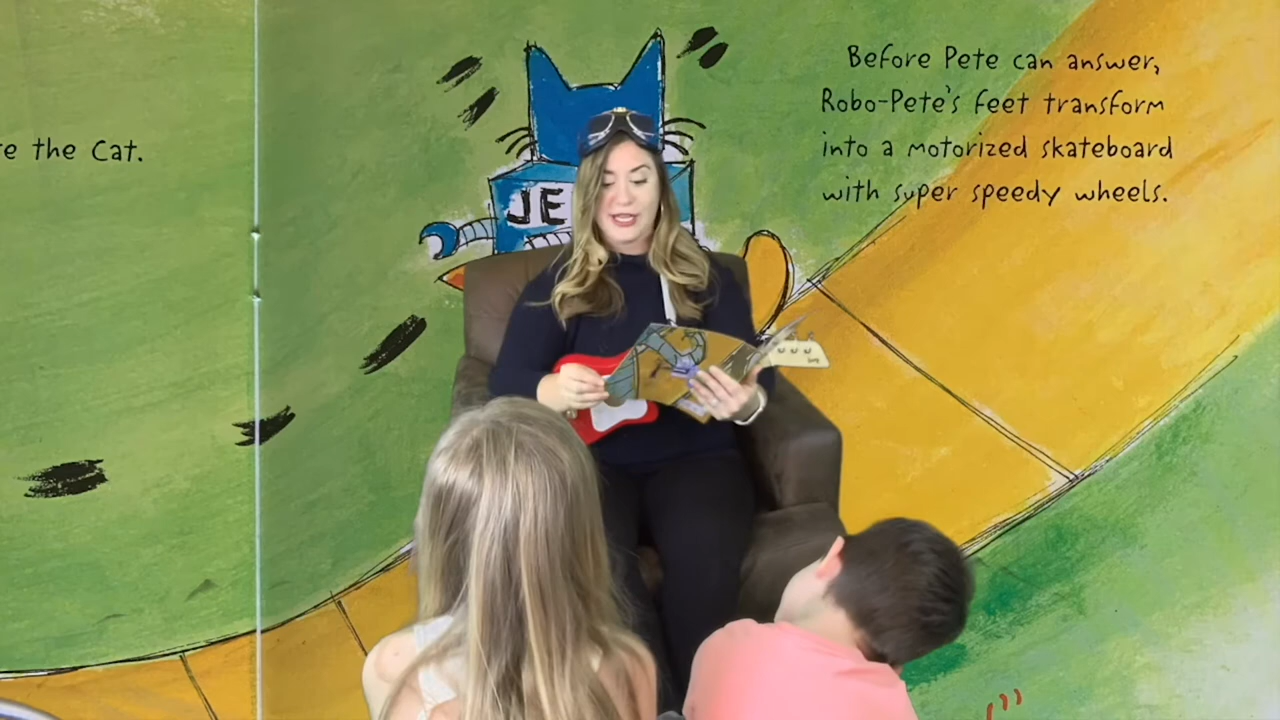 the Cat.
JE
Before Pete can answer,
Robo-Pete's feet transform
into a motorized skateboard
with super speedy wheels.